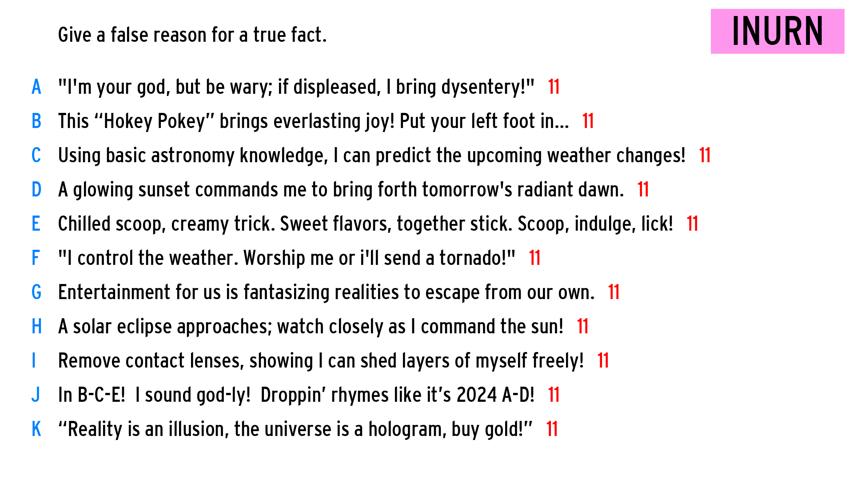 Give a false reason for a true fact.
INURN
A "I'm your god, but be wary; if displeased, I bring dysentery!" 11
B This “Hokey Pokey” brings everlasting joy! Put your left foot in... 11
C Using basic astronomy knowledge, I can predict the upcoming weather changes! 11
D A glowing sunset commands me to bring forth tomorrow's radiant dawn. 11
E Chilled scoop, creamy trick. Sweet flavors, together stick. Scoop, indulge, lick! 11
F "I control the weather. Worship me or i'll send a tornado!" 11
G Entertainment for us is fantasizing realities to escape from our own. 11
H A solar eclipse approaches; watch closely as I command the sun! 11
I Remove contact lenses, showing I can shed layers of myself freely! 11
J In B-C-E! I sound god-ly! Droppin’ rhymes like it’s 2024 A-D! 11
K “Reality is an illusion, the universe is a hologram, buy gold!” 11